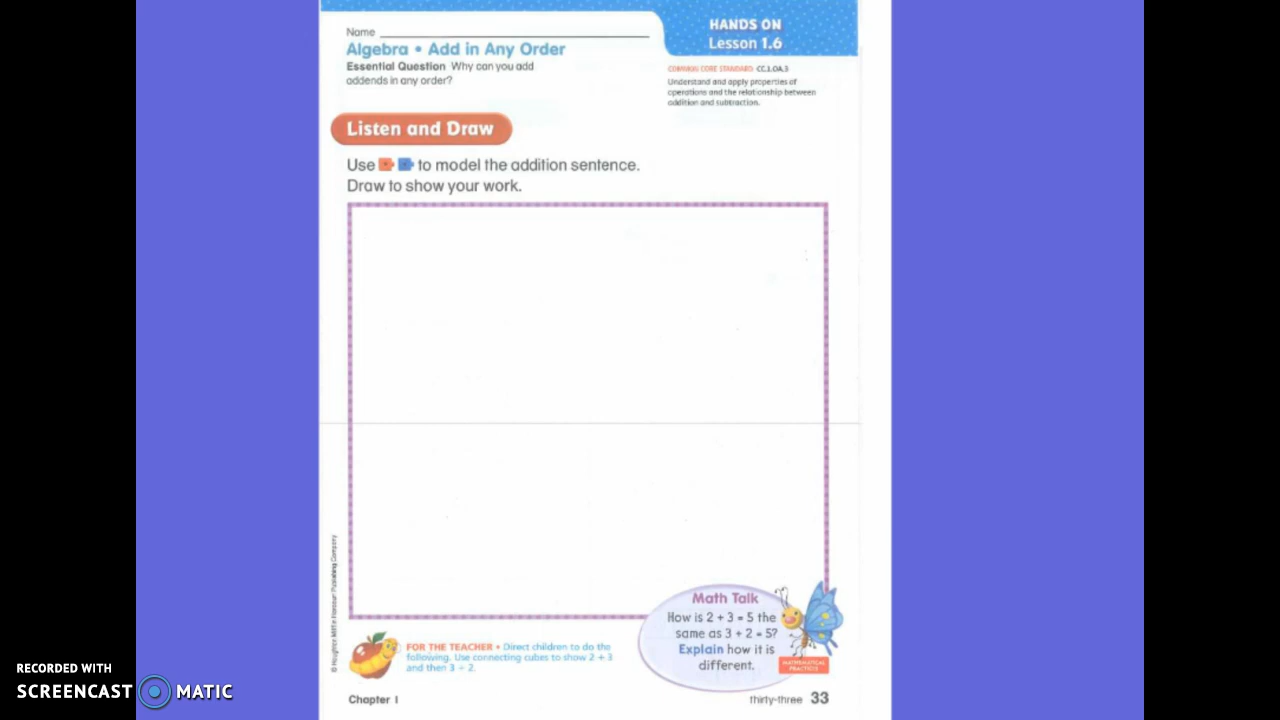 HANDS ON
Lesson 1.6
Name
Algebra • Add in Any Order
Essential Question Why can you add
addends in any order?
COMMON CORE STANDARD CC.1.OA.3
Understand and apply properties of
operations and the relationship between
addition and subtraction.
Listen and Draw
Use to model the addition sentence.
Draw to show your work.
Math Talk
How is 2 + 3 = 5 the
same as 3 + 2 = 5?
Explain how it is
different.
MATHEMATICAL
PRACTICES
FOR THE TEACHER • Direct children to do the
following. Use connecting cubes to show 2 + 3
and then 3 + 2.
© Houghton Mifflin Harcourt Publishing Company
Chapter 1
thirty-three 33
RECORDED WITH
SCREENCAST MATIC